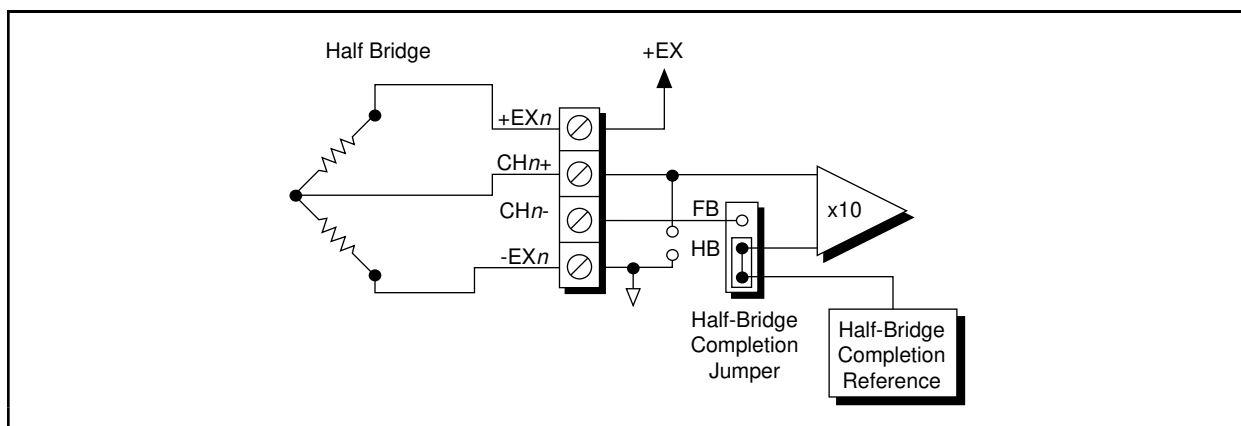 Half Bridge
+EX
+EXn
CHn+
CHn-
-EXn
FB
HB
x10
Half-Bridge
Completion
Jumper
Half-Bridge
Completion
Reference